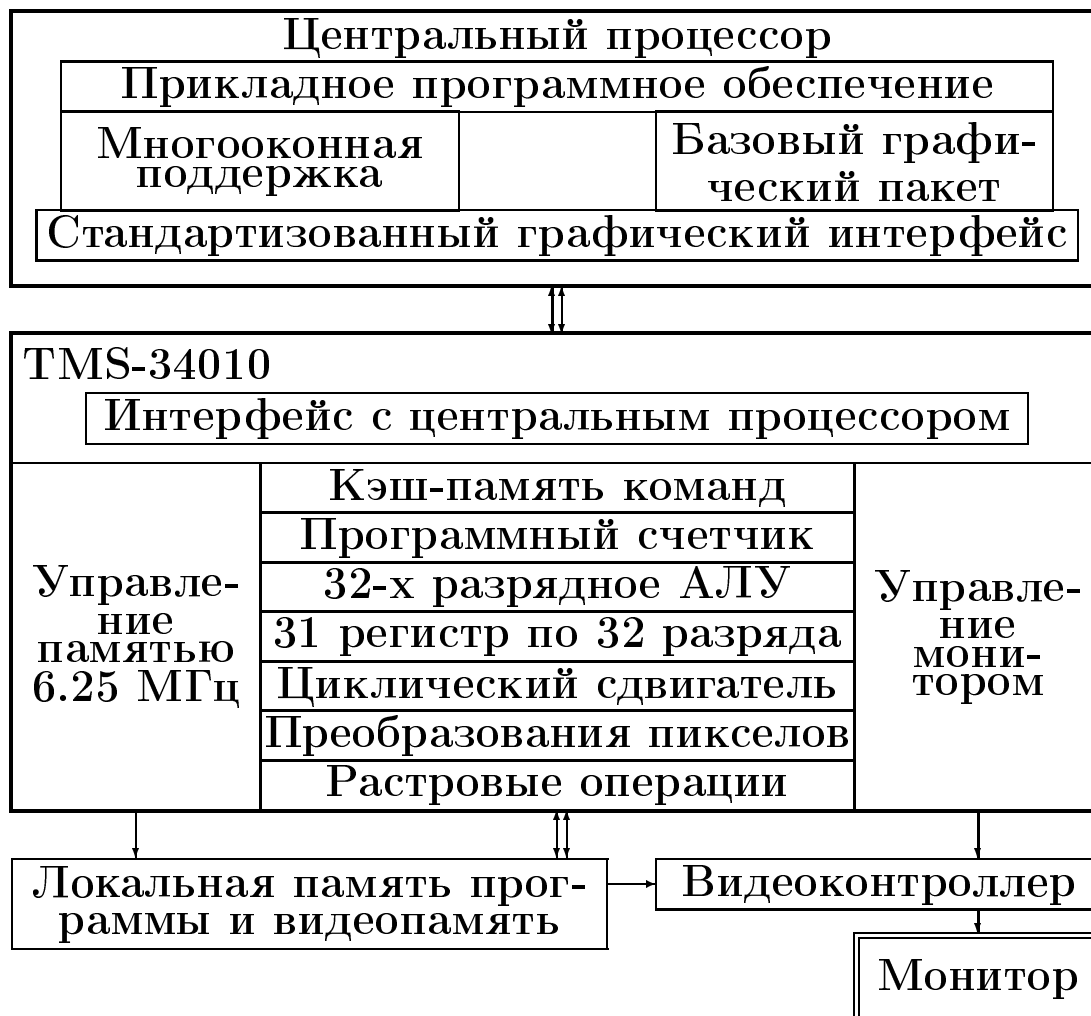 Центральный процессор
Прикладное программное обеспечение
Многооконная
поддержка
Базовый графи-
ческий пакет
Стандартизованный графический интерфейс
TMS-34010
Интерфейс с центральным процессором
Управле-
ние
памятью
6.25 МГц
Кэш-память команд
Программный счетчик
32-х разрядное АЛУ
31 регистр по 32 разряда
Циклический сдвигатель
Преобразования пикселов
Растровые операции
Управле-
ние
мони-
тором
Локальная память прог-
раммы и видеопамять
Видеоконтроллер
Монитор